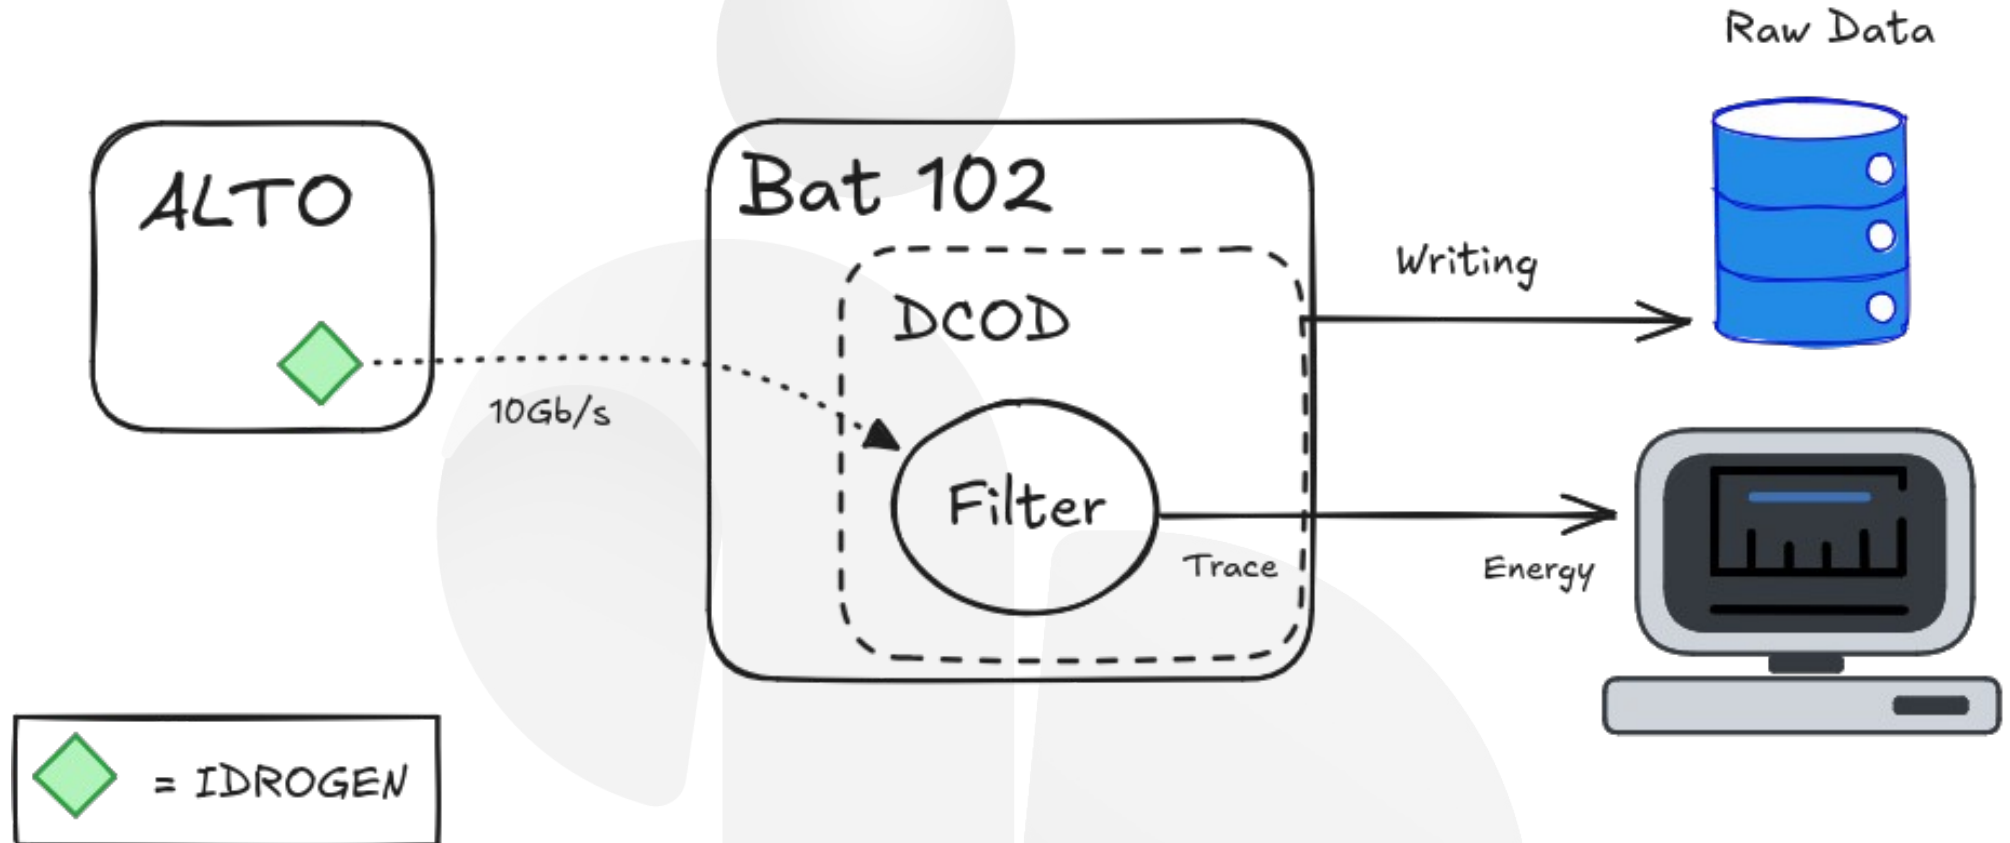 Raw Data
ALTO
Bat 102
Writing
DCOD
10Gb/s
Filter
Trace
Energy
= IDROGEN